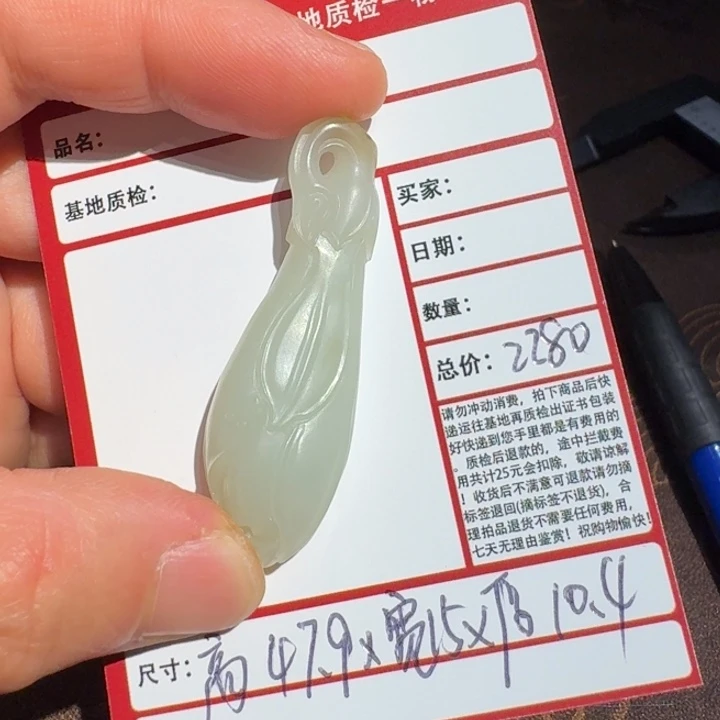 地质检
品名：
基地质检：
买家：
日期：
数量：
总价：2280
请勿冲动消费，拍下商品后快
递运往基地再质检出证书包装
好快递到您手里都是有费用的
。质检后退款的，途中拦截费
用共计25元会扣除，敬请谅解
！收货后不满意可退款请勿摘
标签退回(摘标签不退货)，合
理拍品退货不需要任何费用，
七天无理由鉴赏！祝购物愉快！
尺寸：高47.9×宽15×厚10.4